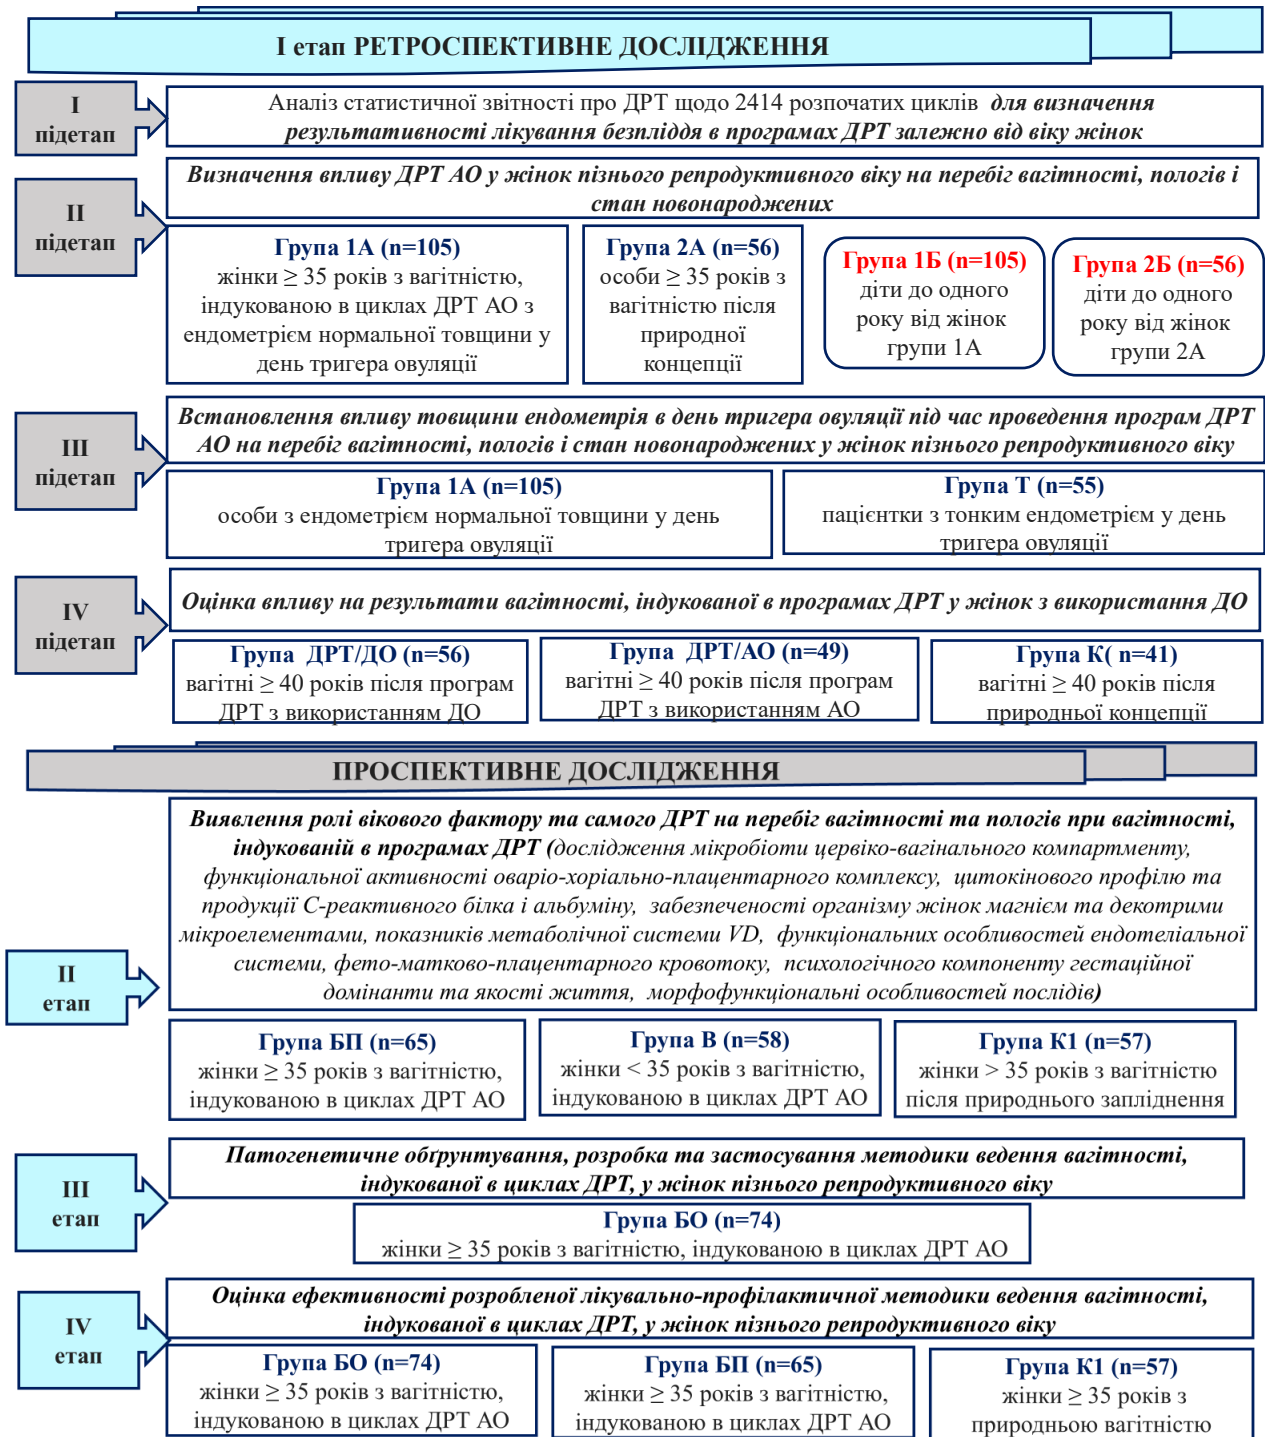 І етап РЕТРОСПЕКТИВНЕ ДОСЛІДЖЕННЯ
І
підетап
Аналіз статистичної звітності про ДРТ щодо 2414 розпочатих циклів для визначення
результативності лікування безпліддя в програмах ДРТ залежно від віку жінок
ІІ
підетап
Визначення впливу ДРТ АО у жінок пізнього репродуктивного віку на перебіг вагітності, пологів і
стан новонароджених
Група 1А (n=105)
жінки ≥ 35 років з вагітністю,
індукованою в циклах ДРТ АО з
ендометрієм нормальної товщини у
день тригера овуляції
Група 2А (n=56)
особи ≥ 35 років з
вагітністю після
природної
концепції
Група 1Б (n=105)
діти до одного
року від жінок
групи 1А
Група 2Б (n=56)
діти до одного
року від жінок
групи 2А
ІІІ
підетап
Встановлення впливу товщини ендометрія в день тригера овуляції під час проведення програм ДРТ
АО на перебіг вагітності, пологів і стан новонароджених у жінок пізнього репродуктивного віку
Група 1А (n=105)
особи з ендометрієм нормальної товщини у день
тригера овуляції
Група Т (n=55)
пацієнтки з тонким ендометрієм у день
тригера овуляції
IV
підетап
Оцінка впливу на результати вагітності, індукованої в програмах ДРТ у жінок з використання ДО
Група ДРТ/ДО (n=56)
вагітні ≥ 40 років після програм
ДРТ з використанням ДО
Група ДРТ/АО (n=49)
вагітні ≥ 40 років після програм
ДРТ з використанням АО
Група К( n=41)
вагітні ≥ 40 років після
природньої концепції
ПРОСПЕКТИВНЕ ДОСЛІДЖЕННЯ
ІІ
етап
Виявлення ролі вікового фактору та самого ДРТ на перебіг вагітності та пологів при вагітності,
індукованій в програмах ДРТ (дослідження мікробіоти цервіко-вагінального компартменту,
функціональної активності оваріо-хоріально-плацентарного комплексу, цитокінового профілю та
продукції С-реактивного білка і альбуміну, забезпеченості організму жінок магнієм та декотрими
мікроелементами, показників метаболічної системи VD, функціональних особливостей ендотеліальної
системи, фето-матково-плацентарного кровотоку, психологічного компоненту гестаційної
домінанти та якості життя, морфофункціональні особливостей послідів)
Група БП (n=65)
жінки ≥ 35 років з вагітністю,
індукованою в циклах ДРТ АО
Група В (n=58)
жінки < 35 років з вагітністю,
індукованою в циклах ДРТ АО
Група К1 (n=57)
жінки > 35 років з вагітністю
після природнього запліднення
ІІІ
етап
Патогенетичне обґрунтування, розробка та застосування методики ведення вагітності,
індукованої в циклах ДРТ, у жінок пізнього репродуктивного віку
Група БО (n=74)
жінки ≥ 35 років з вагітністю, індукованою в циклах ДРТ АО
IV
етап
Оцінка ефективності розробленої лікувально-профілактичної методики ведення вагітності,
індукованої в циклах ДРТ, у жінок пізнього репродуктивного віку
Група БО (n=74)
жінки ≥ 35 років з вагітністю,
індукованою в циклах ДРТ АО
Група БП (n=65)
жінки ≥ 35 років з вагітністю,
індукованою в циклах ДРТ АО
Група К1 (n=57)
жінки ≥ 35 років з
природньою вагітністю